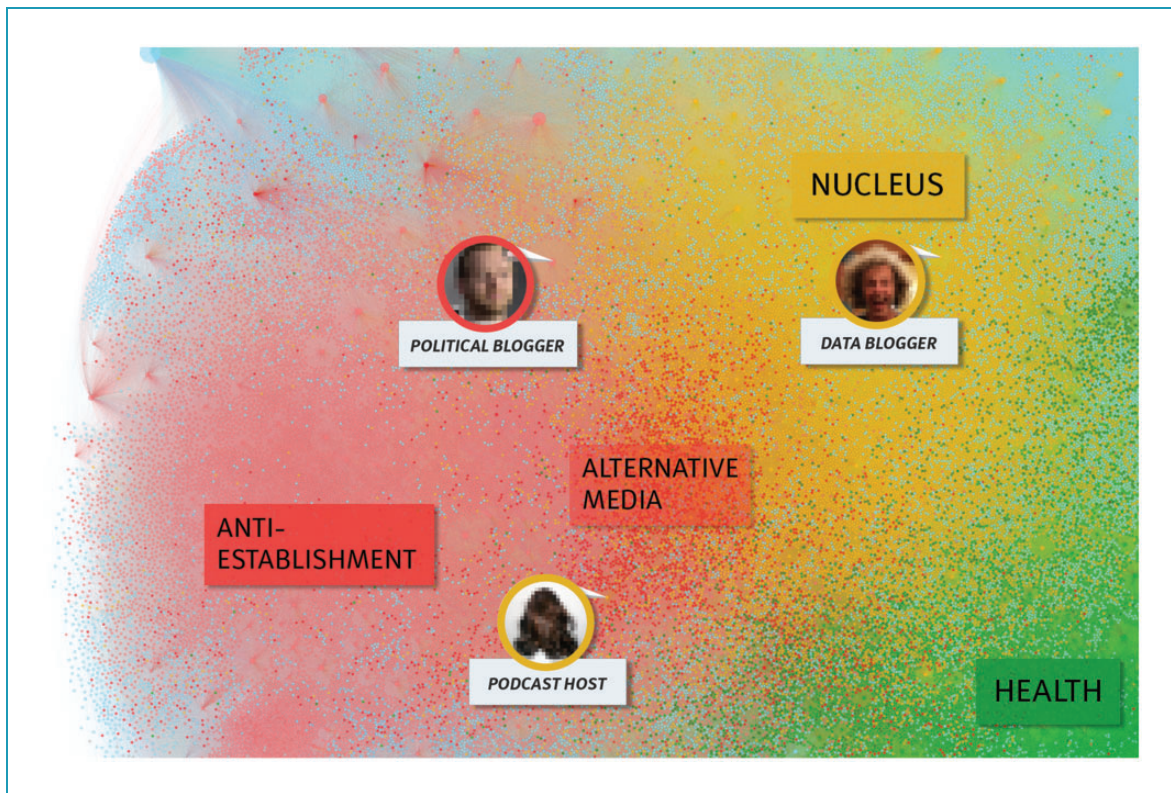 NUCLEUS
POLITICAL BLOGGER
DATA BLOGGER
ALTERNATIVE
MEDIA
ANTI-
ESTABLISHMENT
PODCAST HOST
HEALTH